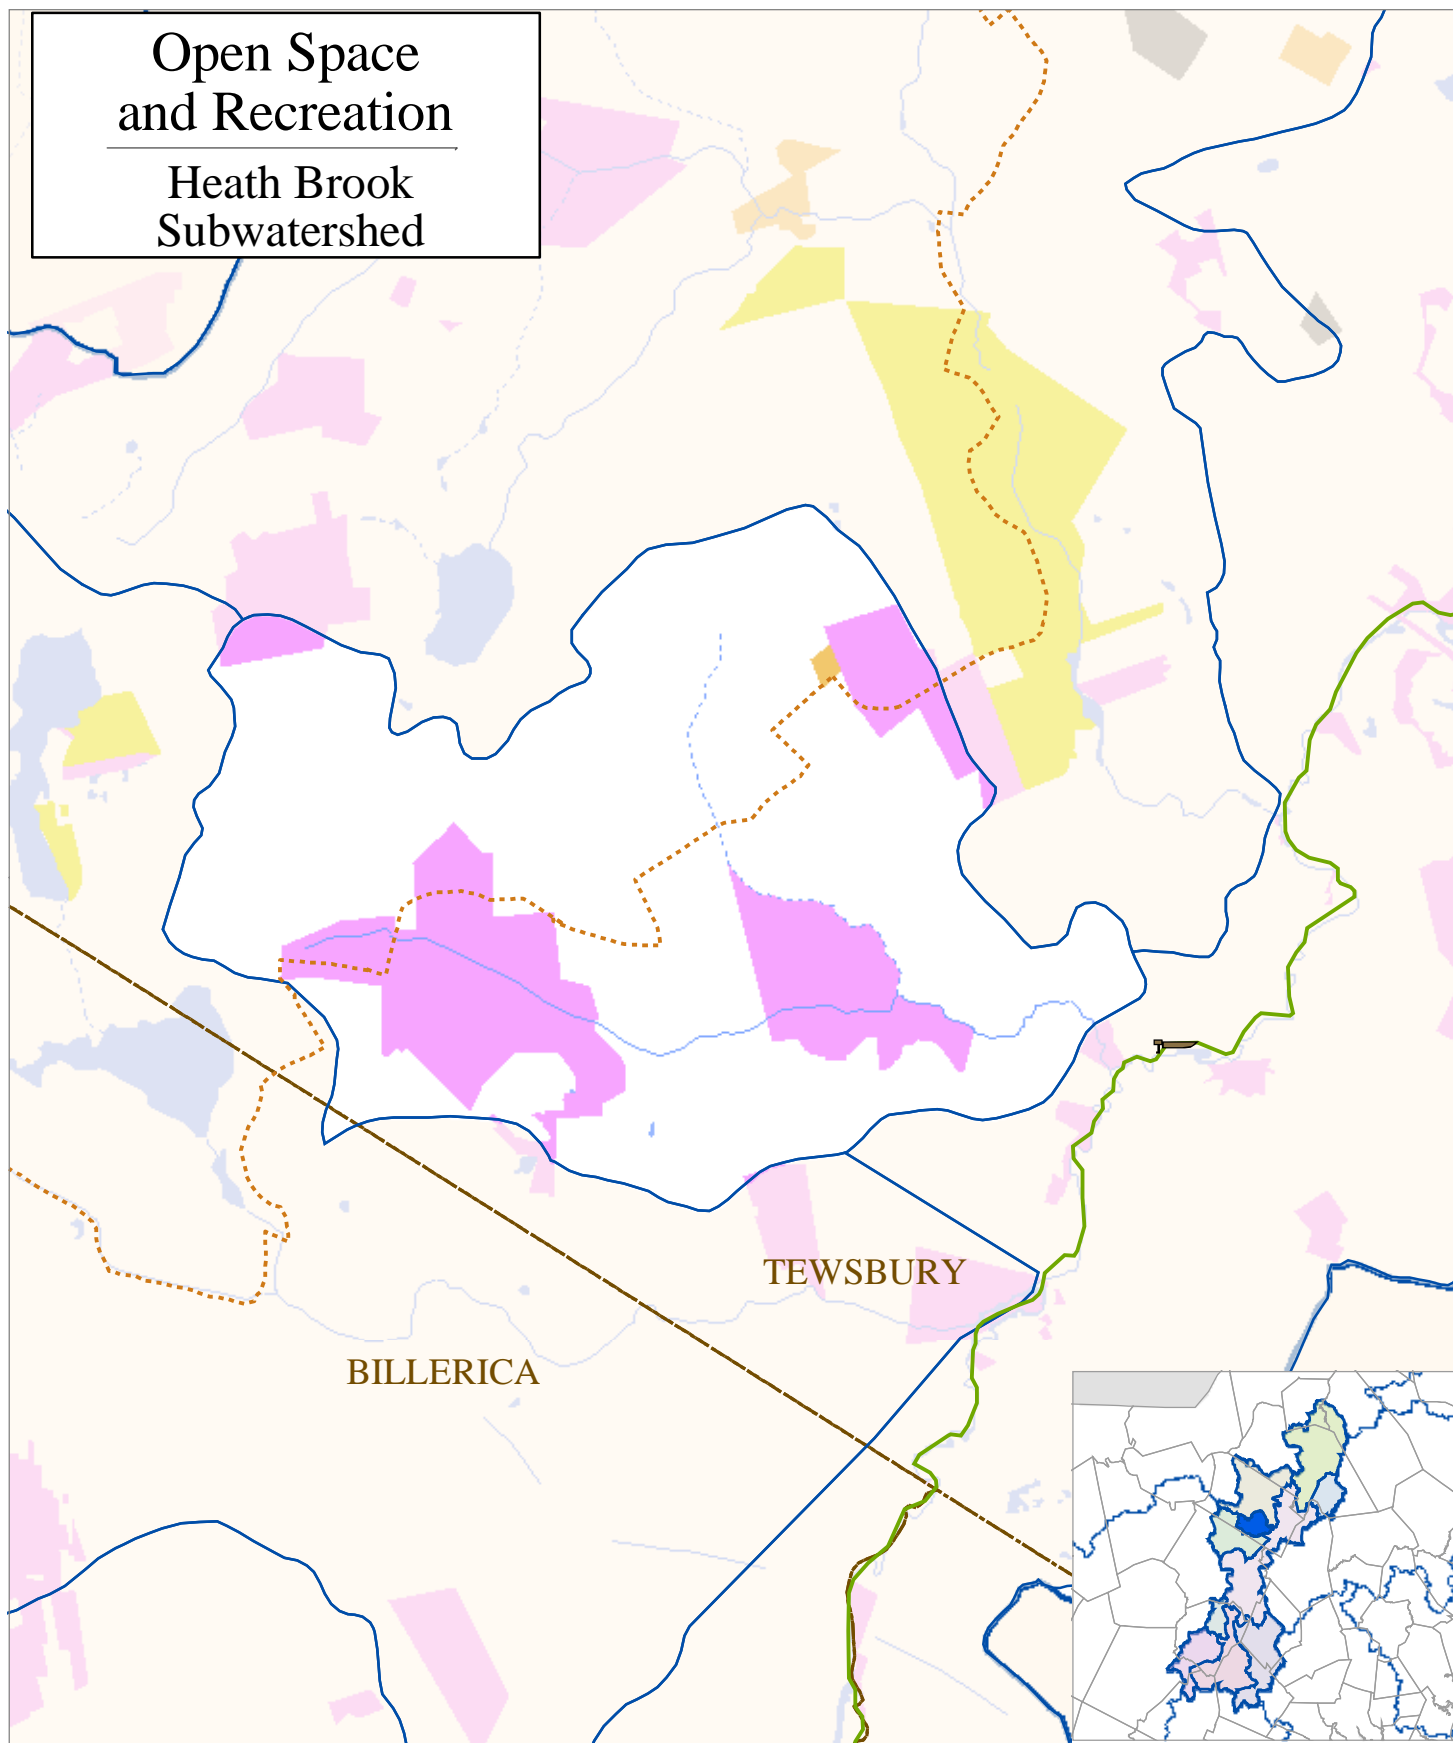 Open Space
and Recreation
Heath Brook
Subwatershed
TEWSBURY
BILLERICA